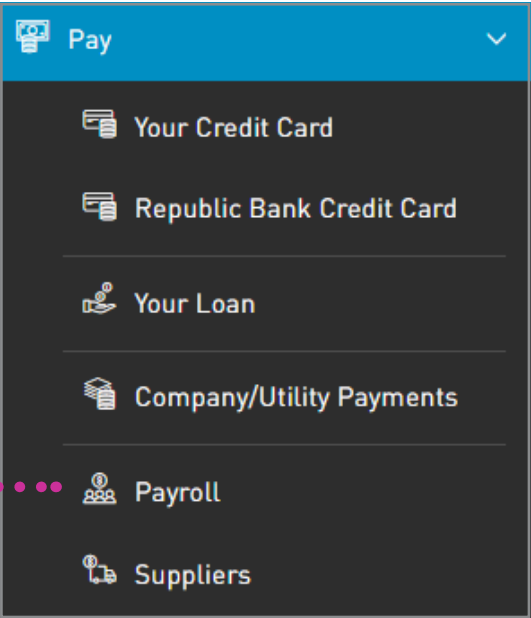 Pay
Your Credit Card
Republic Bank Credit Card
Your Loan
Company/Utility Payments
Payroll
Suppliers